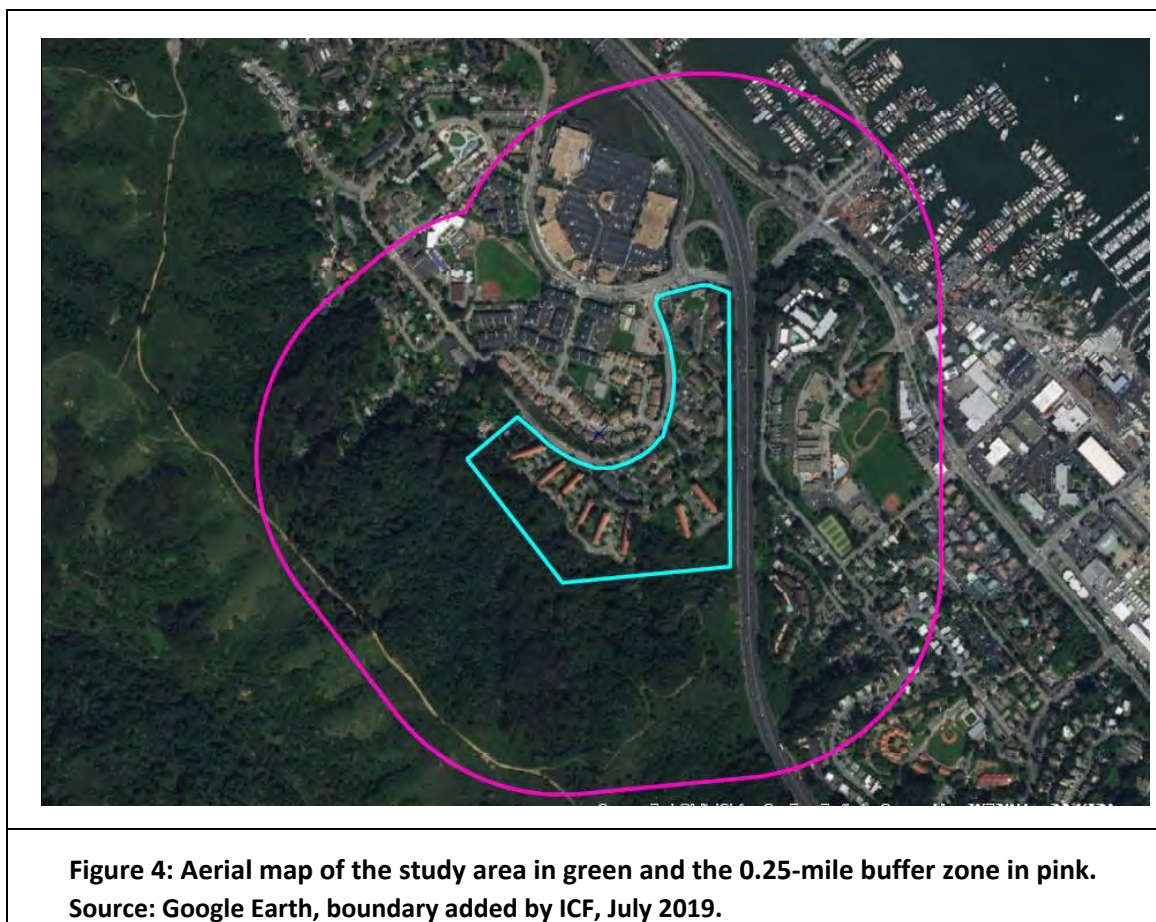 Figure 4: Aerial map of the study area in green and the 0.25-mile buffer zone in pink.
Source: Google Earth, boundary added by ICF, July 2019.